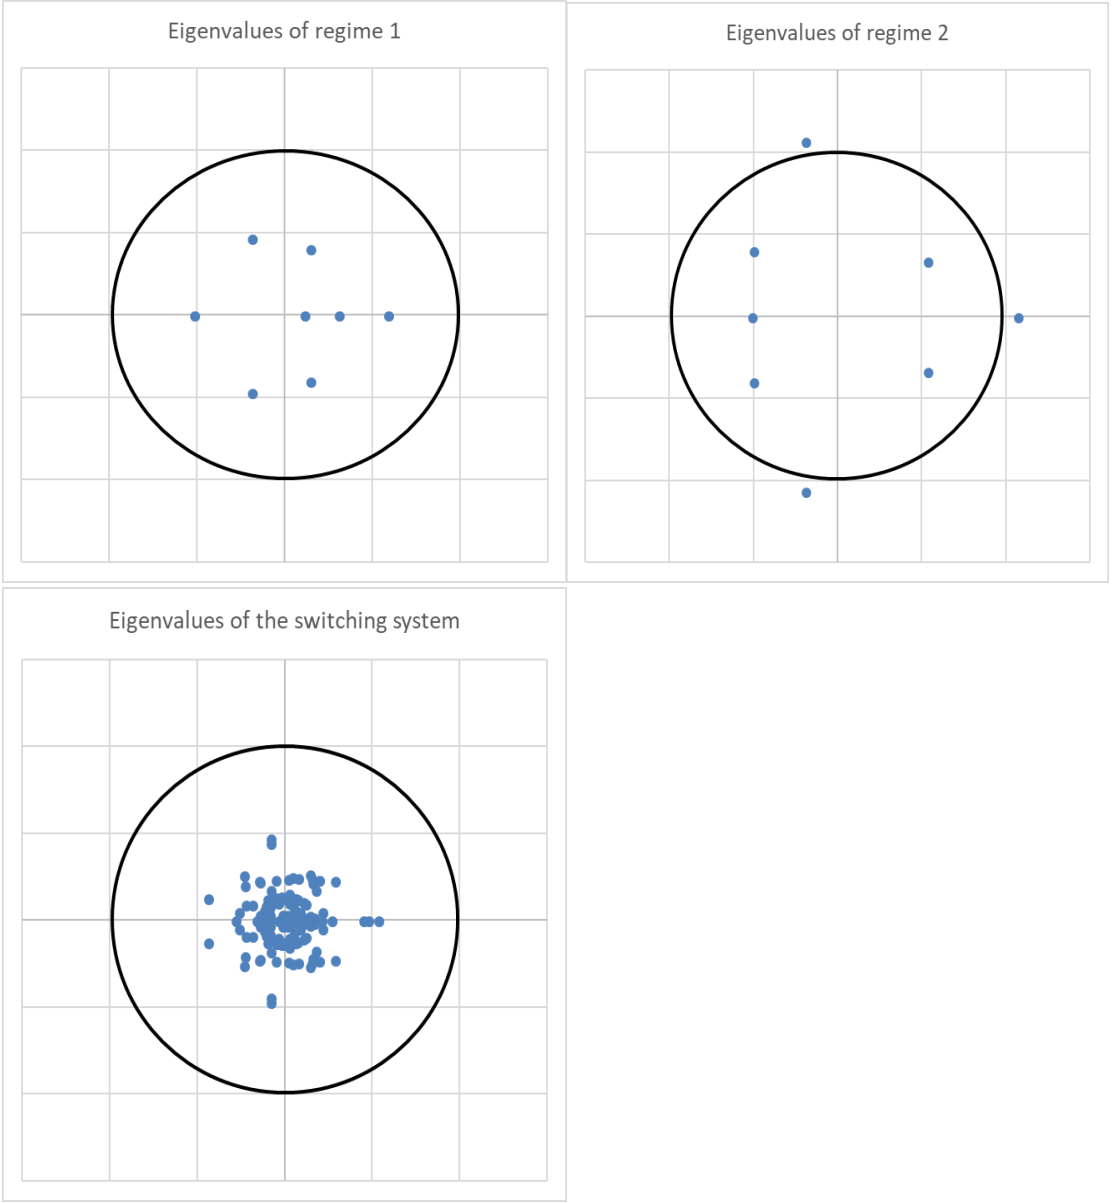 Eigenvalues of regime 1
Eigenvalues of regime 2
Eigenvalues of the switching system